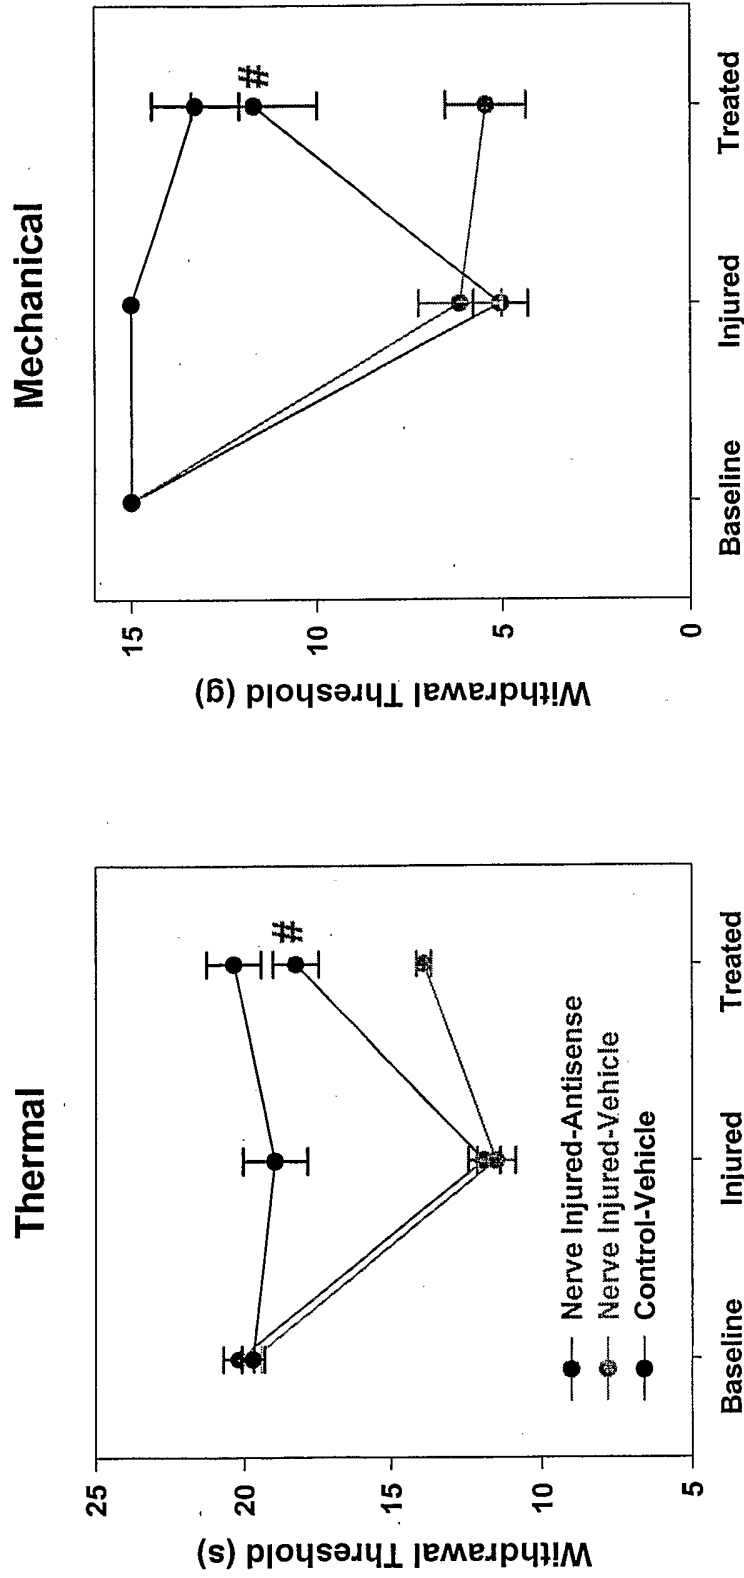 Thermal
Withdrawal Threshold (s)
25
20
15
10
5
#
Nerve Injured-Antisense
Nerve Injured-Vehicle
Control-Vehicle
Baseline
Injured
Treated
Mechanical
Withdrawal Threshold (g)
15
10
5
0
#
Baseline
Injured
Treated